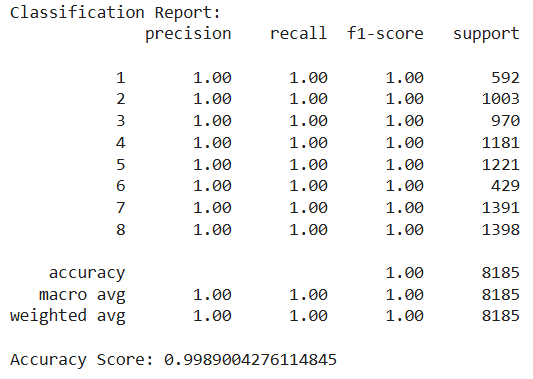 Classification Report:
precision recall f1-score support
1 1.00 1.00 1.00 592
2 1.00 1.00 1.00 1003
3 1.00 1.00 1.00 970
4 1.00 1.00 1.00 1181
5 1.00 1.00 1.00 1221
6 1.00 1.00 1.00 429
7 1.00 1.00 1.00 1391
8 1.00 1.00 1.00 1398
accuracy 1.00 8185
macro avg 1.00 1.00 1.00 8185
weighted avg 1.00 1.00 1.00 8185
Accuracy Score: 0.9989004276114845